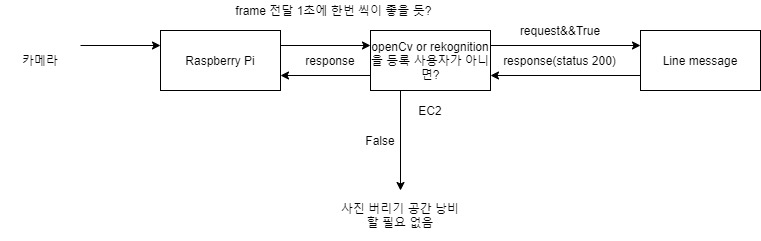 frame 전달 1초에 한번 씩이 좋을 듯?
카메라
Raspberry Pi
response
openCv or rekognition
을 등록 사용자가 아니
면?
request&&True
response(status 200)
Line message
EC2
False
사진 버리기 공간 낭비
할 필요 없음